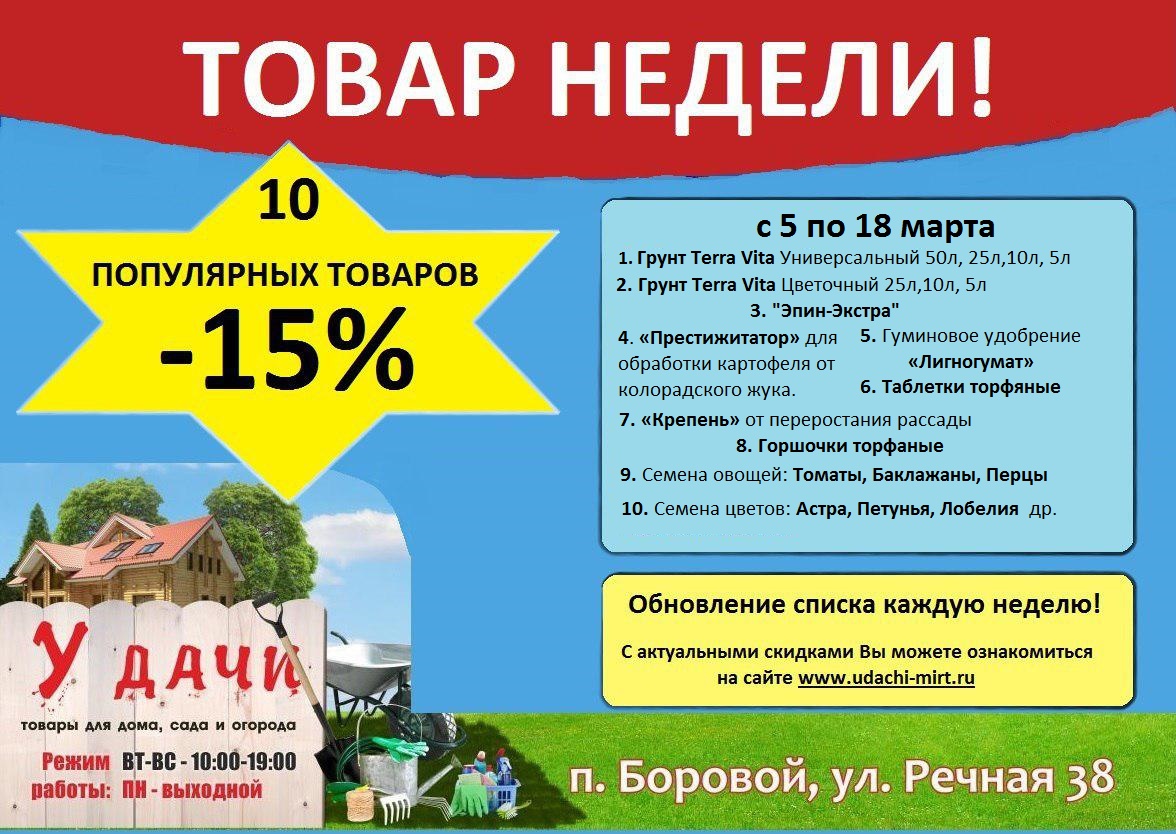 ТОВАР НЕДЕЛИ!
10
ПОПУЛЯРНЫХ ТОВАРОВ
-15%
с 5 по 18 марта
1. Грунт Terra Vita Универсальный 50л, 25л,10л, 5л
2. Грунт Terra Vita Цветочный 25л,10л, 5л
3. "Эпин-Экстра"
4. «Престижитатор» для
обработки картофеля от
колорадского жука.
5. Гуминовое удобрение
«Лигногумат»
6. Таблетки торфяные
7. «Крепень» от переростания рассады
8. Горшочки торфаные
9. Семена овощей: Томаты, Баклажаны, Перцы
10. Семена цветов: Астра, Петунья, Лобелия др.
Обновление списка каждую неделю!
С актуальными скидками Вы можете ознакомиться
на сайте www.udachi-mirt.ru
У ДАЧИ
товары для дома, сада и огорода
Режим ВТ-ВС - 10:00-19:00
работы: ПН - выходной
п. Боровой, ул. Речная 38